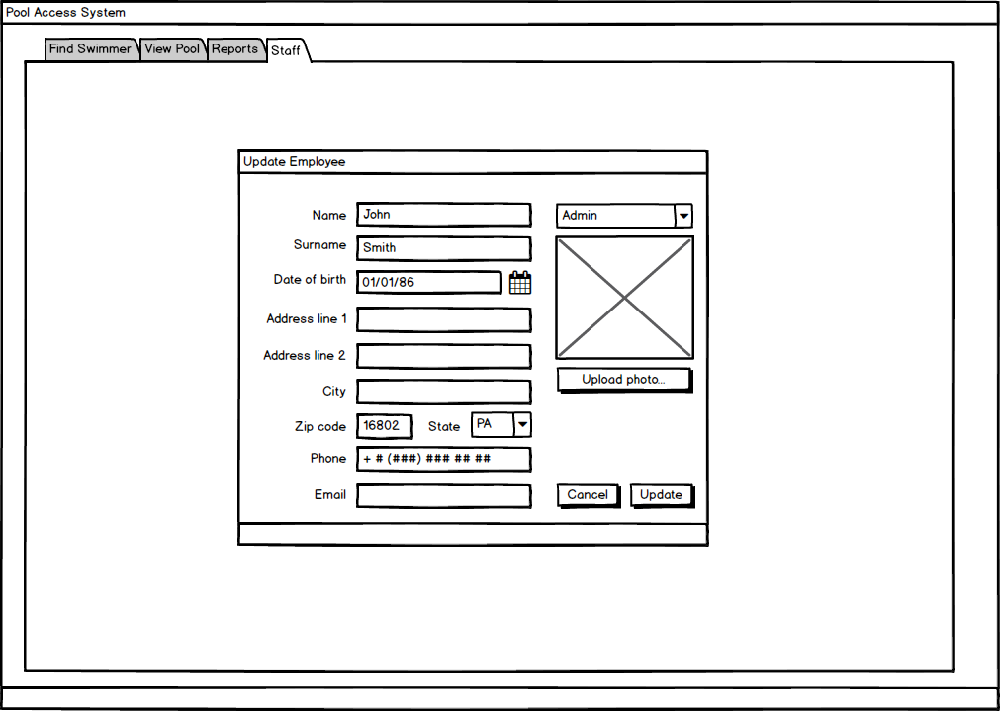 Pool Access System
Find Swimmer View Pool Reports Staff
Update Employee
Name John Admin
Surname Smith
Date of birth 01/01/86
Address line 1
Address line 2
Upload photo...
City
Zip code 16802 State PA
Phone + # (###) ### ## ##
Email Cancel Update